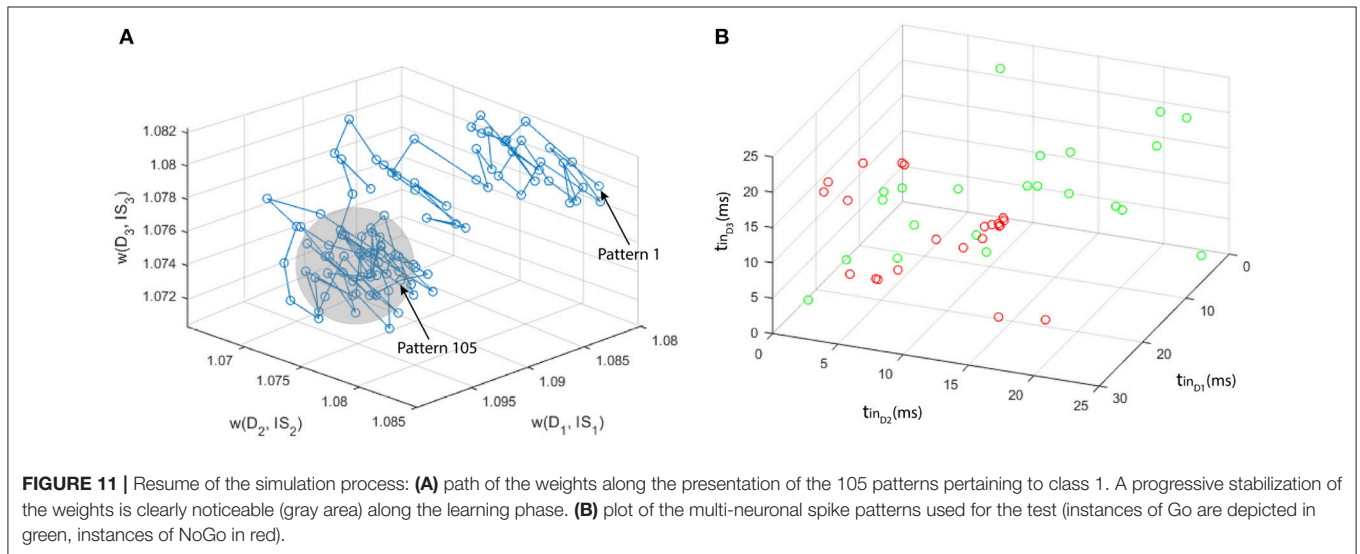 A
B
1.082
1.08
1.078
1.076
1.074
1.072
w(D3, IS3)
Pattern 1
Pattern 105
1.07
1.075
1.08
1.085
w(D2, IS2)
1.095
1.09
1.085
1.08
w(D1, IS1)
25
20
15
10
5
0
tinD3(ms)
0
5
10
15
20
25
tinD2(ms)
30
20
10
0
tinD1(ms)
FIGURE 11 | Resume of the simulation process: (A) path of the weights along the presentation of the 105 patterns pertaining to class 1. A progressive stabilization of
the weights is clearly noticeable (gray area) along the learning phase. (B) plot of the multi-neuronal spike patterns used for the test (instances of Go are depicted in
green, instances of NoGo in red).